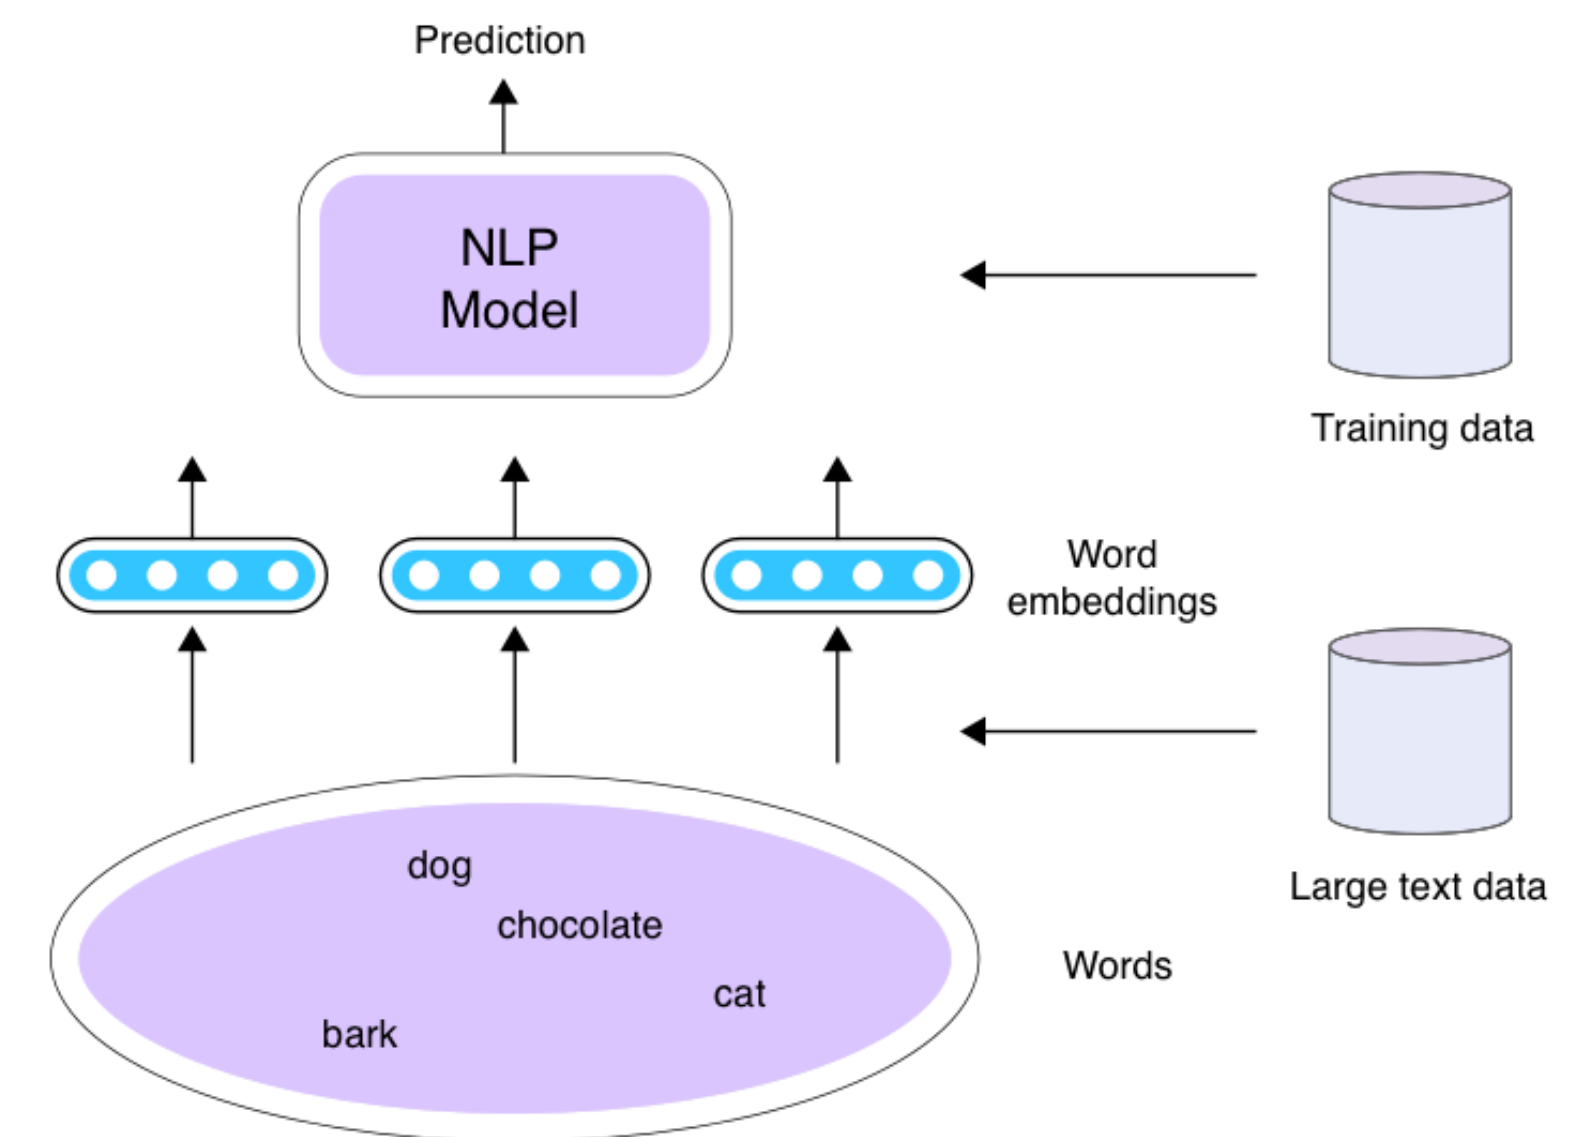 Prediction
NLP
Model
Training data
Word
embeddings
Large text data
dog
chocolate
Words
cat
bark